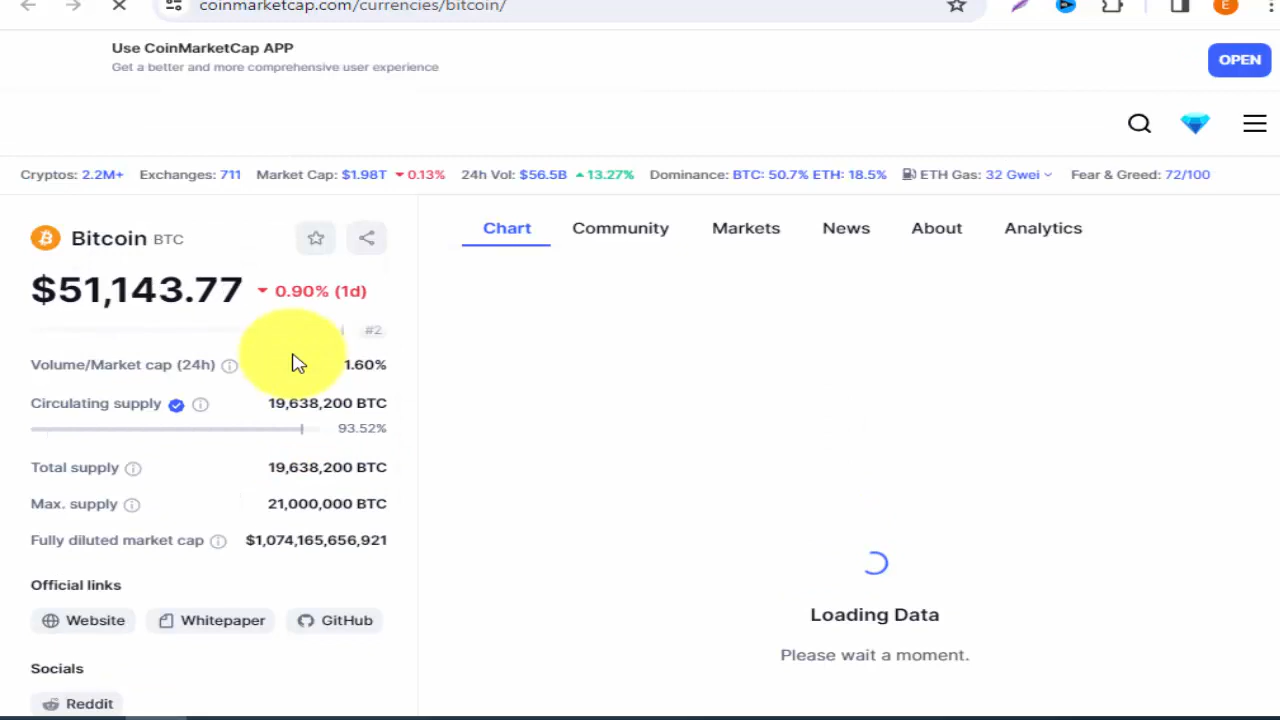 coinmarketcap.com/currencies/bitcoin/
E
Use CoinMarketCap APP
Get a better and more comprehensive user experience
OPEN
Cryptos: 2.2M+ Exchanges: 711 Market Cap: $1.98T 0.13% 24h Vol: $56.5B 13.27% Dominance: BTC: 50.7% ETH: 18.5% ETH Gas: 32 Gwei Fear & Greed: 72/100
Bitcoin BTC
$51,143.77 0.90% (1d)
#2
Volume/Market cap (24h) 1.60%
Circulating supply 19,638,200 BTC
93.52%
Total supply 19,638,200 BTC
Max. supply 21,000,000 BTC
Fully diluted market cap $1,074,165,656,921
Official links
Website Whitepaper GitHub
Socials
Reddit
Chart Community Markets News About Analytics
Loading Data
Please wait a moment.